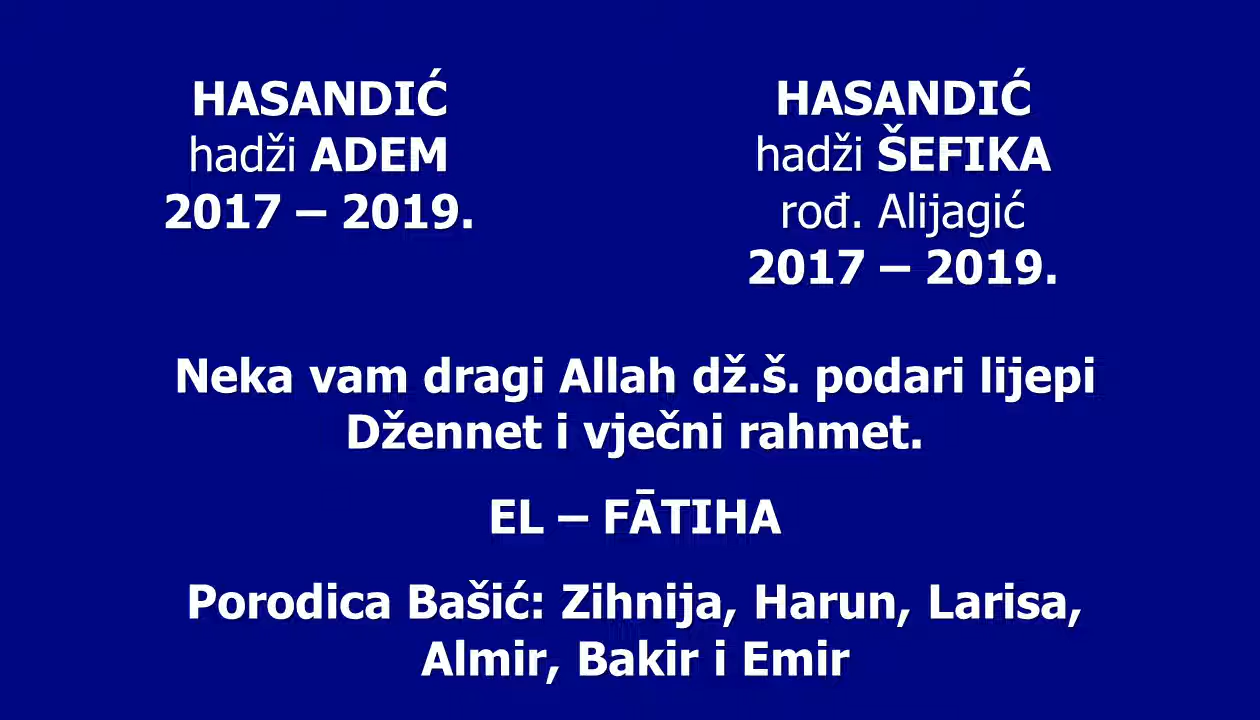 HASANDIĆ
hadži ADEM
2017 – 2019.
HASANDIĆ
hadži ŠEFIKA
rođ. Alijagić
2017 – 2019.
Neka vam dragi Allah dž.š. podari lijepi
Džennet i vječni rahmet.
EL – FĀTIHA
Porodica Bašić: Zihnija, Harun, Larisa,
Almir, Bakir i Emir